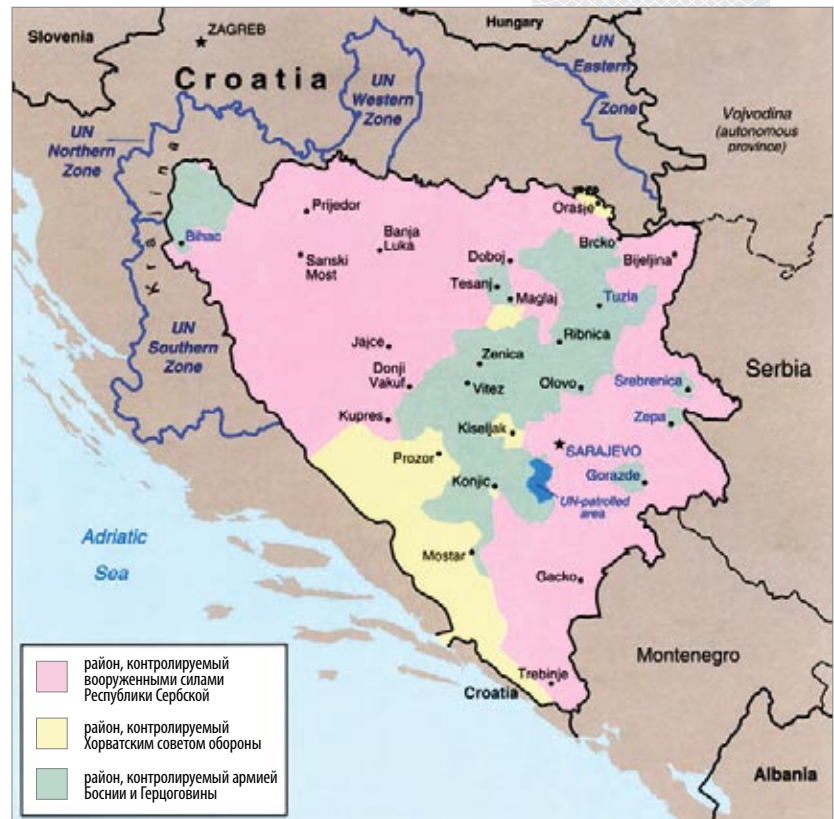 Slovenia
ZAGREB
Hungary
Croatia
UN
Western
Zone
UN
Eastern
Zone
Vojvodina
(autonomous
province)
UN
Northern
Zone
Krajina
Bihac
Prijedor
Orasje
Banja
Luka
Sanski
Most
Doboj
Brcko
Bijeljina
Tesanj
Maglaj
Tuzla
UN
Southern
Zone
Jajce
Ribnica
Zenica
Donji
Vakuf
Vitez
Olovo
Srebrenica
Serbia
Kupres
Kiseljak
Zepa
SARAJEVO
Prozor
Konjic
Gorazde
UN-patrolled
area
Adriatic
Sea
Mostar
Gacko
Montenegro
Trebinje
Croatia
Albania
район, контролируемый
вооруженными силами
Республики Сербской
район, контролируемый
Хорватским советом обороны
район, контролируемый армией
Боснии и Герцоговины